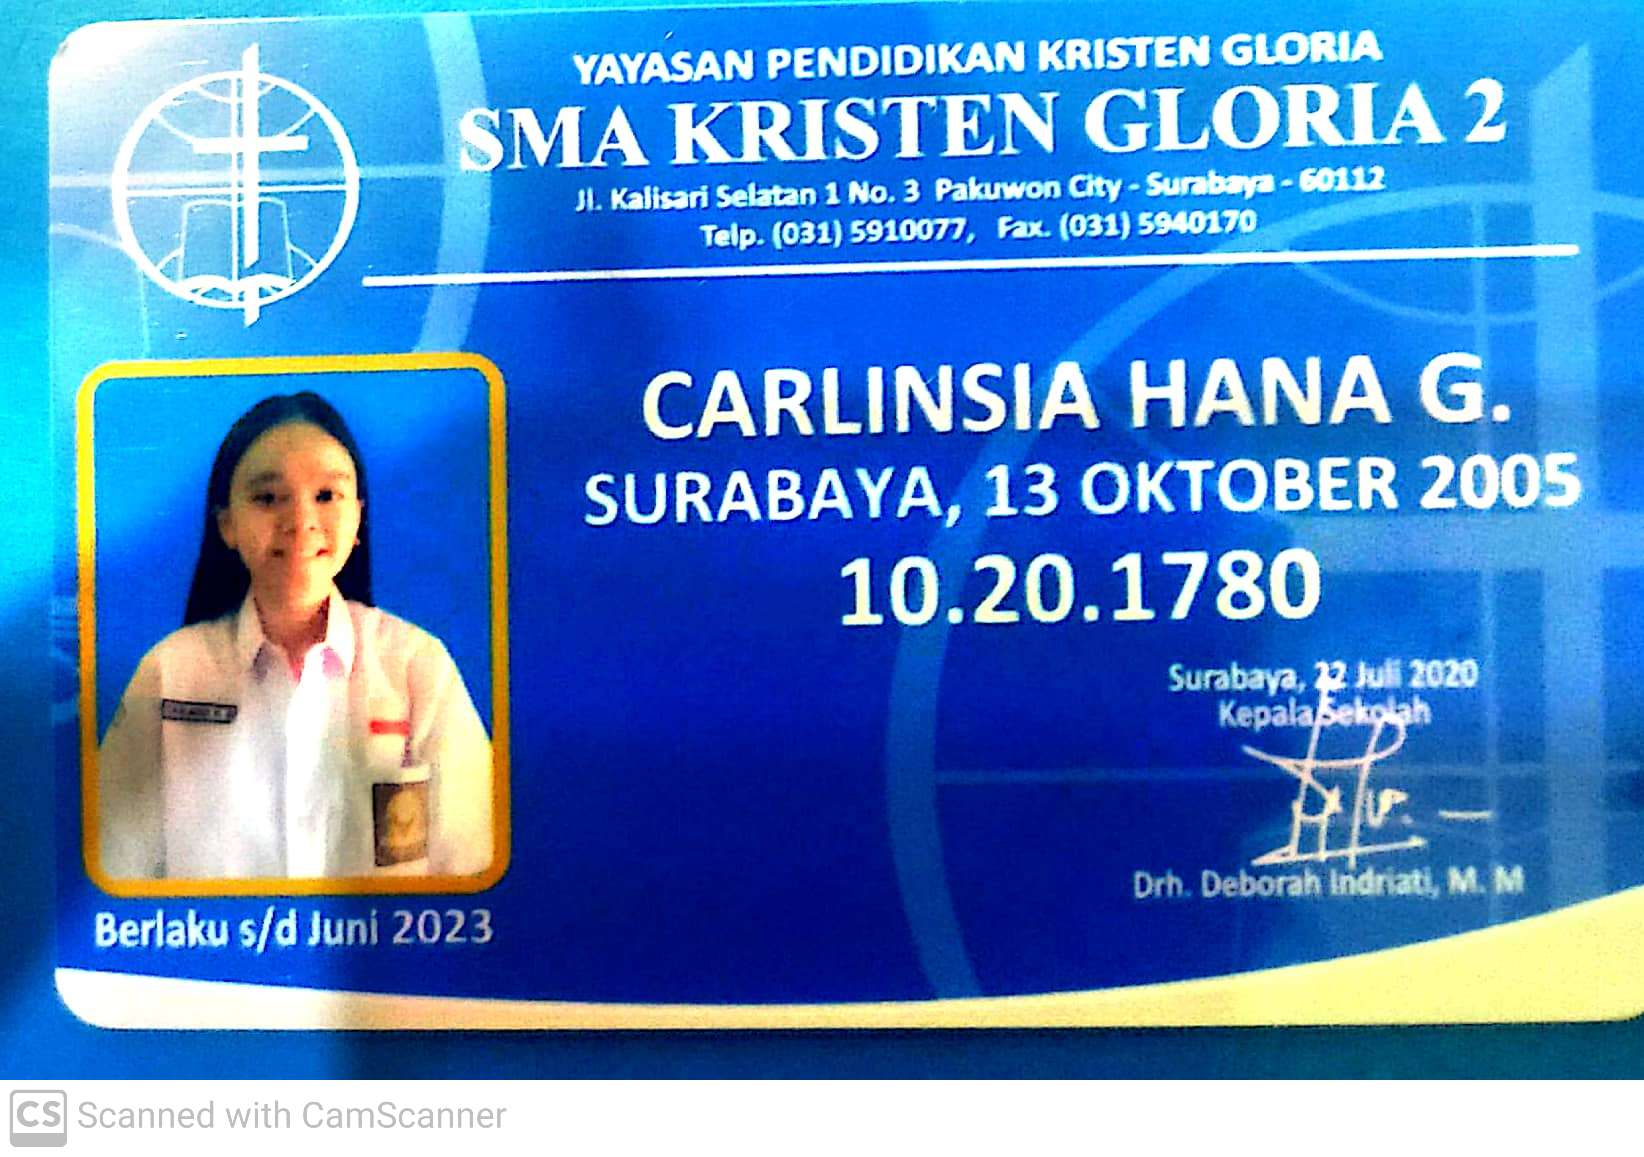 YAYASAN PENDIDIKAN KRISTEN GLORIA
SMA KRISTEN GLORIA 2
Jl. Kalisari Selatan 1 No. 3 Pakuwon City - Surabaya - 60112
Telp. (031) 5910077, Fax. (031) 5940170
CARLINSIA HANA G.
SURABAYA, 13 OKTOBER 2005
10.20.1780
Surabaya, 22 Juli 2020
Kepala Sekolah
Drh. Deborah Indriati, M. M
Berlaku s/d Juni 2023
CS Scanned with CamScanner